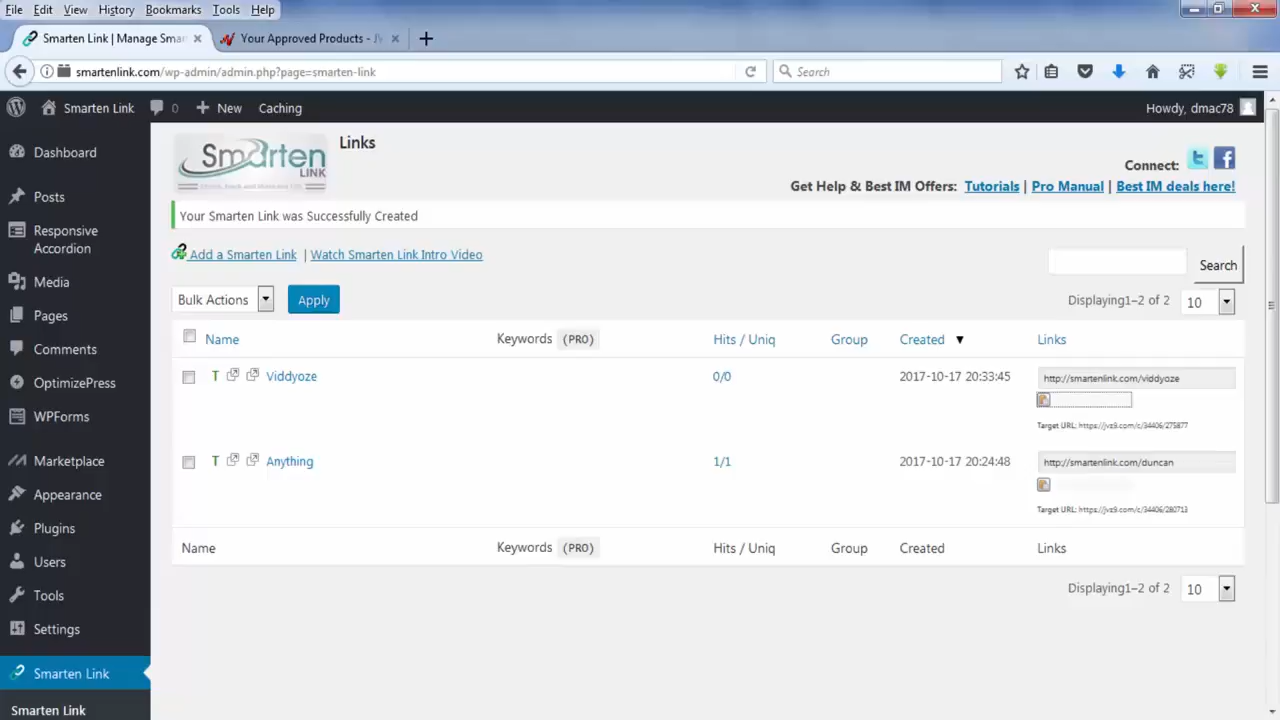 File Edit View History Bookmarks Tools Help
Smarten Link | Manage Smar
Your Approved Products - JV
smartenlink.com/wp-admin/admin.php?page=smarten-link
Search
Smarten Link 0 New Caching
Howdy, dmac78
Dashboard
Posts
Responsive
Accordion
Media
Pages
Comments
OptimizePress
WPForms
Marketplace
Appearance
Plugins
Users
Tools
Settings
Smarten Link
Smarten Link
Smarten
LINK
Links
Connect:
Get Help & Best IM Offers: Tutorials | Pro Manual | Best IM deals here!
Your Smarten Link was Successfully Created
Add a Smarten Link | Watch Smarten Link Intro Video
Search
Bulk Actions Apply
Displaying1–2 of 2 10
Name Keywords (PRO) Hits / Uniq Group Created ▼ Links
T Viddyoze 0/0 2017-10-17 20:33:45 http://smartenlink.com/viddyoze
Target URL: https://jvz9.com/c/34406/275877
T Anything 1/1 2017-10-17 20:24:48 http://smartenlink.com/duncan
Target URL: https://jvz9.com/c/34406/280713
Name Keywords (PRO) Hits / Uniq Group Created Links
Displaying1–2 of 2 10